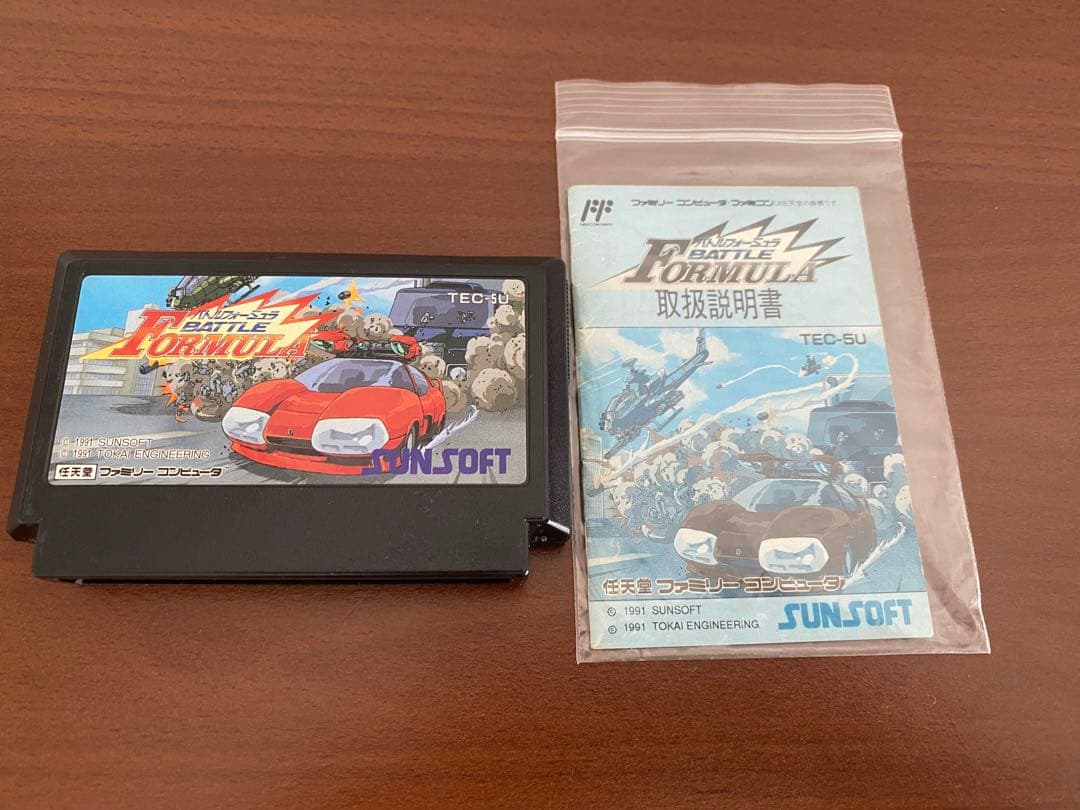 TEC-5U
バトルフォーミュラ
BATTLE
FORMULA
© 1991 SUNSOFT
© 1991 TOKAI ENGINEERING
任天堂 ファミリー コンピュータ
SUNSOFT
ファミリー コンピュータ・ファミコンは任天堂の商標です。
バトルフォーミュラ
BATTLE
FORMULA
取扱説明書
TEC-5U
任天堂 ファミリー コンピュータ
© 1991 SUNSOFT
© 1991 TOKAI ENGINEERING
SUNSOFT